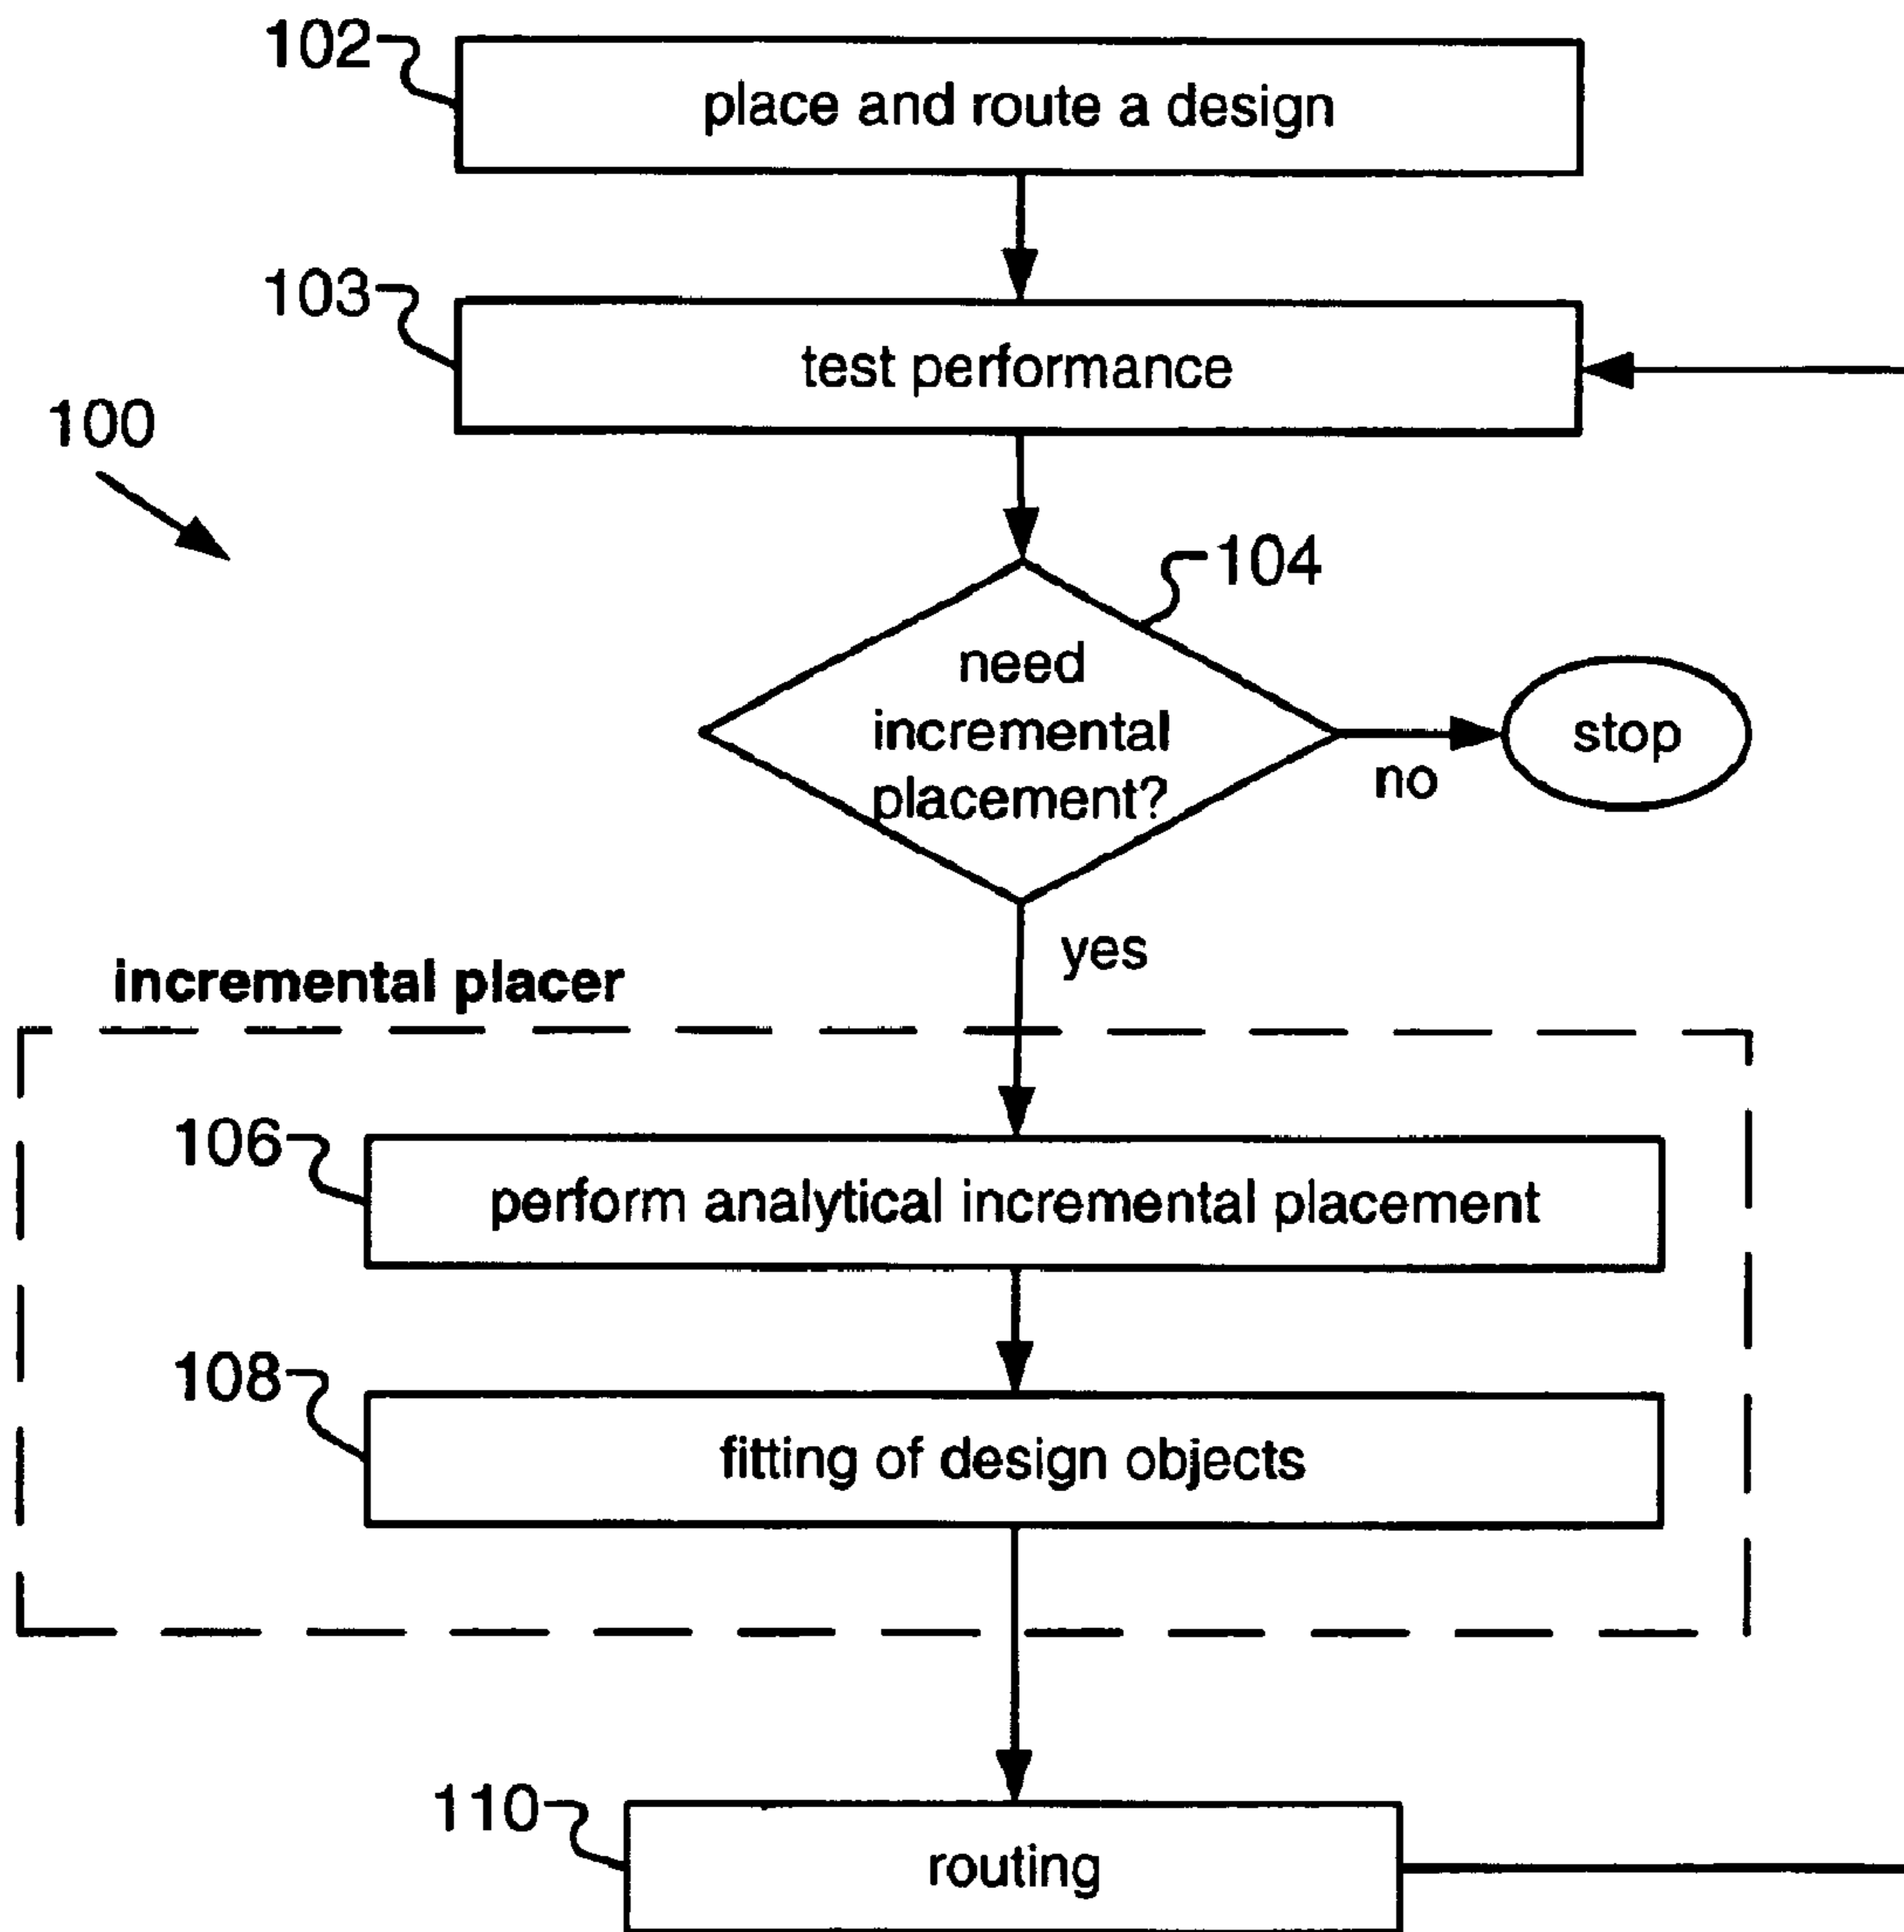 102
place and route a design
103
test performance
100
104
need
incremental
placement?
no
stop
yes
incremental placer
106
perform analytical incremental placement
108
fitting of design objects
110
routing